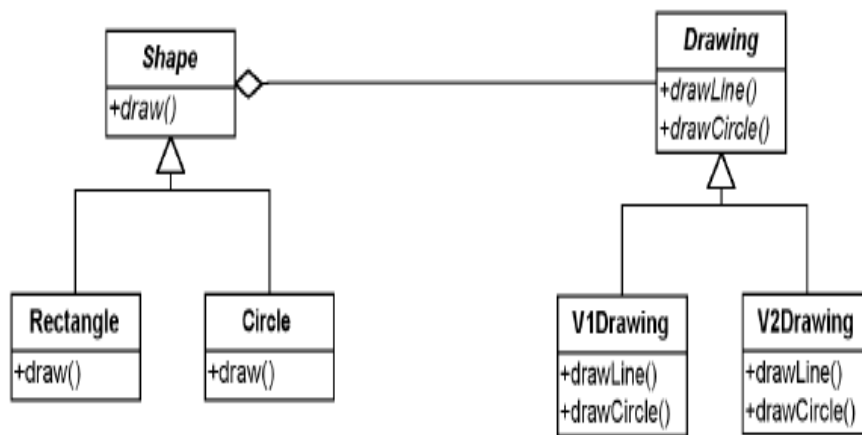 Shape
+draw()
Drawing
+drawLine()
+drawCircle()
Rectangle
+draw()
Circle
+draw()
V1Drawing
+drawLine()
+drawCircle()
V2Drawing
+drawLine()
+drawCircle()